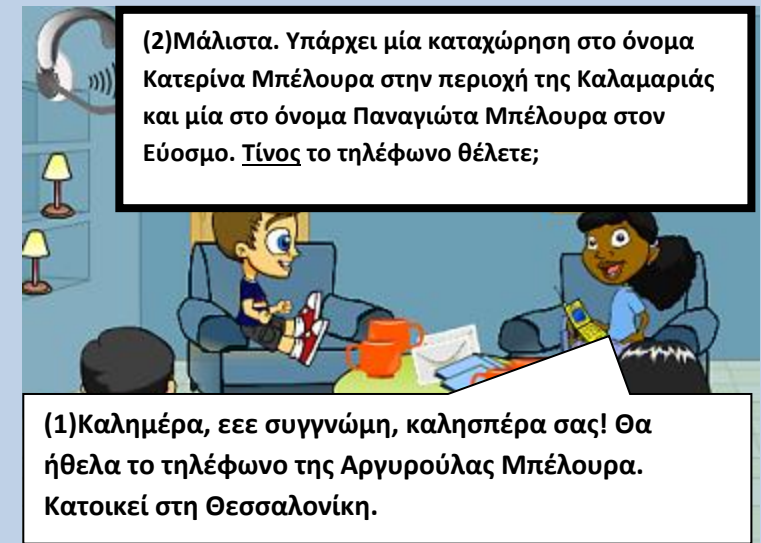 (2)Μάλιστα. Υπάρχει μία καταχώρηση στο όνομα
Κατερίνα Μπέλουρα στην περιοχή της Καλαμαριάς
και μία στο όνομα Παναγιώτα Μπέλουρα στον
Εύοσμο. Τίνος το τηλέφωνο θέλετε;
(1)Καλημέρα, εεε συγγνώμη, καλησπέρα σας! Θα
ήθελα το τηλέφωνο της Αργυρούλας Μπέλουρα.
Κατοικεί στη Θεσσαλονίκη.